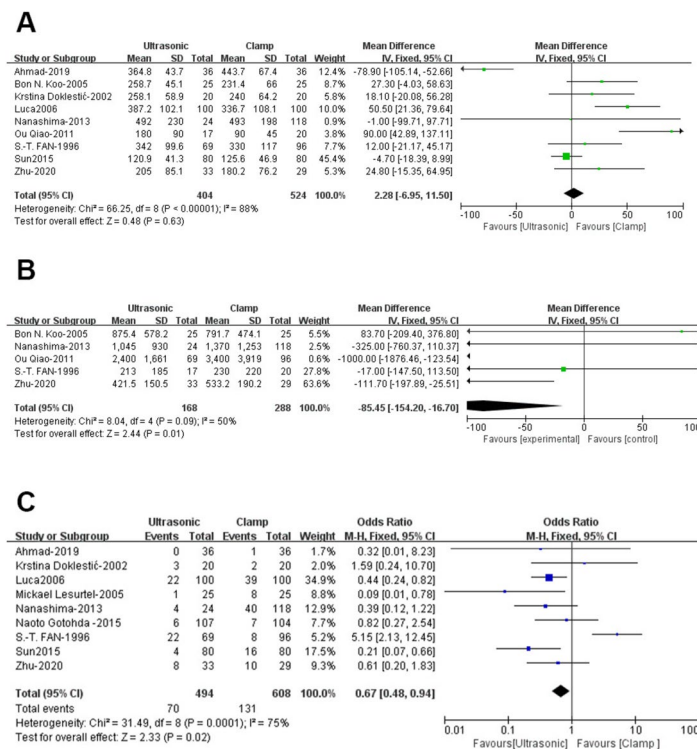 A
Ultrasonic Clamp Mean Difference Mean Difference
Study or Subgroup Mean SD Total Mean SD Total Weight IV, Fixed, 95% CI IV, Fixed, 95% CI
Ahmad-2019 364.8 43.7 36 443.7 67.4 36 12.4% -78.90 [-105.14, -52.66]
Bon N. Koo-2005 258.7 45.1 25 231.4 66 25 8.7% 27.30 [-4.03, 58.63]
Krstina Doklestić-2002 258.1 58.9 20 240 64.2 20 5.8% 18.10 [-20.08, 56.28]
Luca2006 387.2 102.1 100 336.7 108.1 100 10.0% 50.50 [21.36, 79.64]
Nanashima-2013 492 230 24 493 198 118 0.9% -1.00 [-99.71, 97.71]
Ou Qiao-2011 180 90 17 90 45 20 3.8% 90.00 [42.89, 137.11]
S.-T. FAN-1996 342 99.6 69 330 117 96 7.7% 12.00 [-21.17, 45.17]
Sun2015 120.9 41.3 80 125.6 46.9 80 45.4% -4.70 [-18.39, 8.99]
Zhu-2020 205 85.1 33 180.2 76.2 29 5.3% 24.80 [-15.35, 64.95]
Total (95% CI) 404 524 100.0% 2.28 [-6.95, 11.50]
Heterogeneity: Chi² = 66.25, df = 8 (P < 0.00001); I² = 88%
Test for overall effect: Z = 0.48 (P = 0.63)
-100 -50 0 50 100
Favours [Ultrasonic] Favours [Clamp]
B
Ultrasonic Clamp Mean Difference Mean Difference
Study or Subgroup Mean SD Total Mean SD Total Weight IV, Fixed, 95% CI IV, Fixed, 95% CI
Bon N. Koo-2005 875.4 578.2 25 791.7 474.1 25 5.5% 83.70 [-209.40, 376.80]
Nanashima-2013 1,045 930 24 1,370 1,253 118 2.5% -325.00 [-760.37, 110.37]
Ou Qiao-2011 2,400 1,661 69 3,400 3,919 96 0.6% -1000.00 [-1876.46, -123.54]
S.-T. FAN-1996 213 185 17 230 220 20 27.8% -17.00 [-147.50, 113.50]
Zhu-2020 421.5 150.5 33 533.2 190.2 29 63.6% -111.70 [-197.89, -25.51]
Total (95% CI) 168 288 100.0% -85.45 [-154.20, -16.70]
Heterogeneity: Chi² = 8.04, df = 4 (P = 0.09); I² = 50%
Test for overall effect: Z = 2.44 (P = 0.01)
-100 -50 0 50 100
Favours [experimental] Favours [control]
C
Ultrasonic Clamp Odds Ratio Odds Ratio
Study or Subgroup Events Total Events Total Weight M-H, Fixed, 95% CI M-H, Fixed, 95% CI
Ahmad-2019 0 36 1 36 1.7% 0.32 [0.01, 8.23]
Krstina Doklestić-2002 3 20 2 20 2.0% 1.59 [0.24, 10.70]
Luca2006 22 100 39 100 34.9% 0.44 [0.24, 0.82]
Mickael Lesurtel-2005 1 25 8 25 8.8% 0.09 [0.01, 0.78]
Nanashima-2013 4 24 40 118 12.9% 0.39 [0.12, 1.22]
Naoto Gotohda -2015 6 107 7 104 7.7% 0.82 [0.27, 2.54]
S.-T. FAN-1996 22 69 8 96 5.2% 5.15 [2.13, 12.45]
Sun2015 4 80 16 80 17.4% 0.21 [0.07, 0.66]
Zhu-2020 8 33 10 29 9.3% 0.61 [0.20, 1.83]
Total (95% CI) 494 608 100.0% 0.67 [0.48, 0.94]
Total events 70 131
Heterogeneity: Chi² = 31.49, df = 8 (P = 0.0001); I² = 75%
Test for overall effect: Z = 2.33 (P = 0.02)
0.01 0.1 1 10 100
Favours[Ultrasonic] Favours[Clamp]